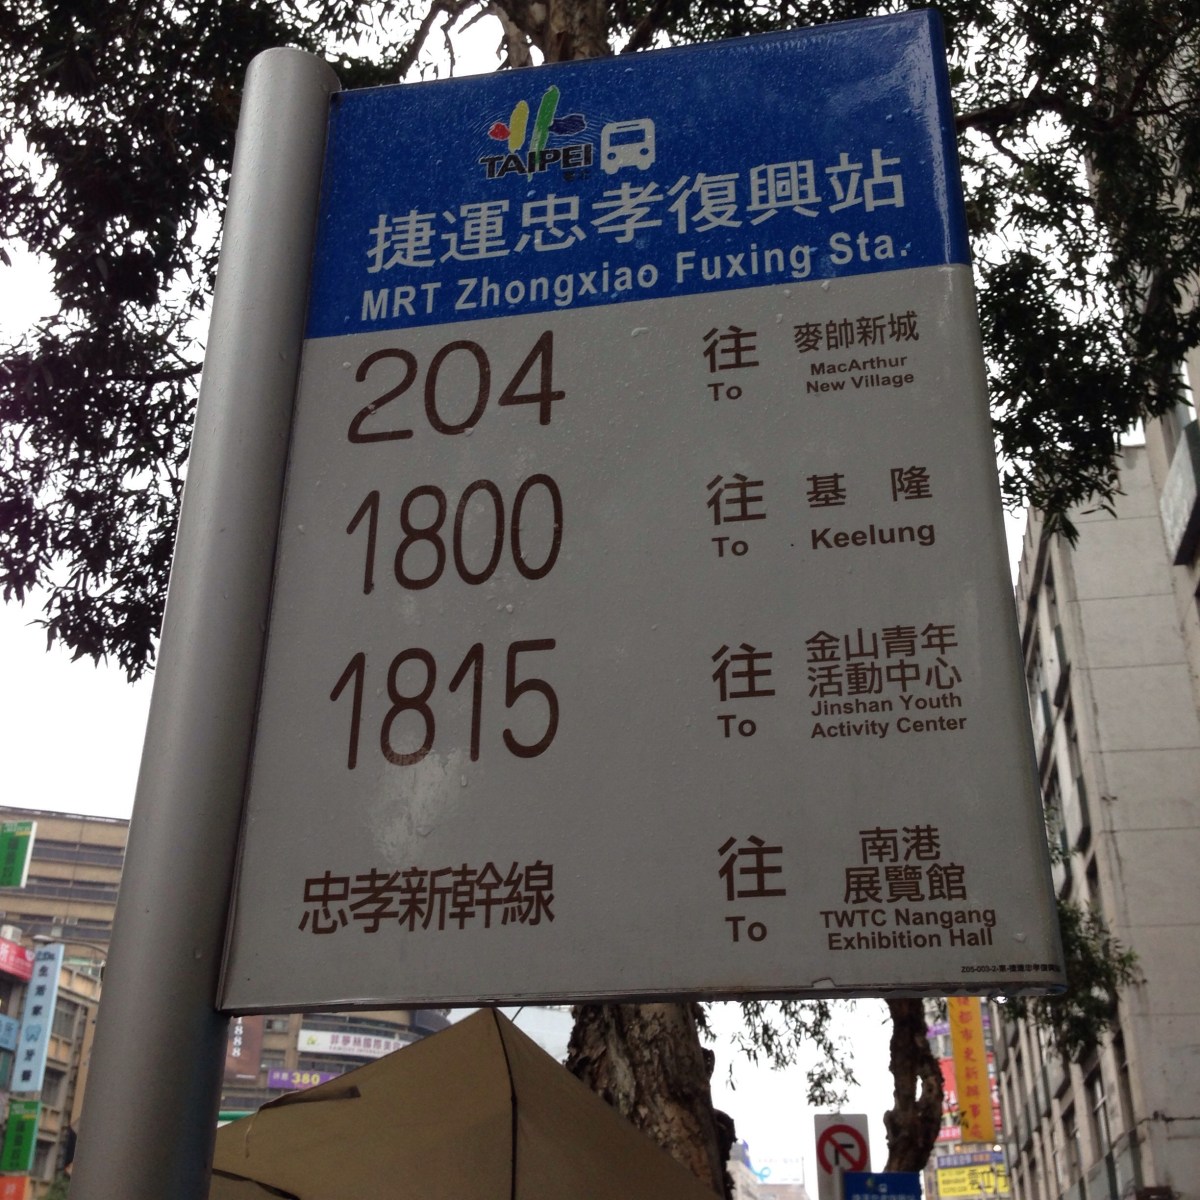 TAIPEI
捷運忠孝復興站
MRT Zhongxiao Fuxing Sta.
204 往 麥帥新城
To MacArthur
New Village
1800 往 基隆
To Keelung
1815 往 金山青年
活動中心
To Jinshan Youth
Activity Center
忠孝新幹線 往 南港
展覽館
To TWTC Nangang
Exhibition Hall
380